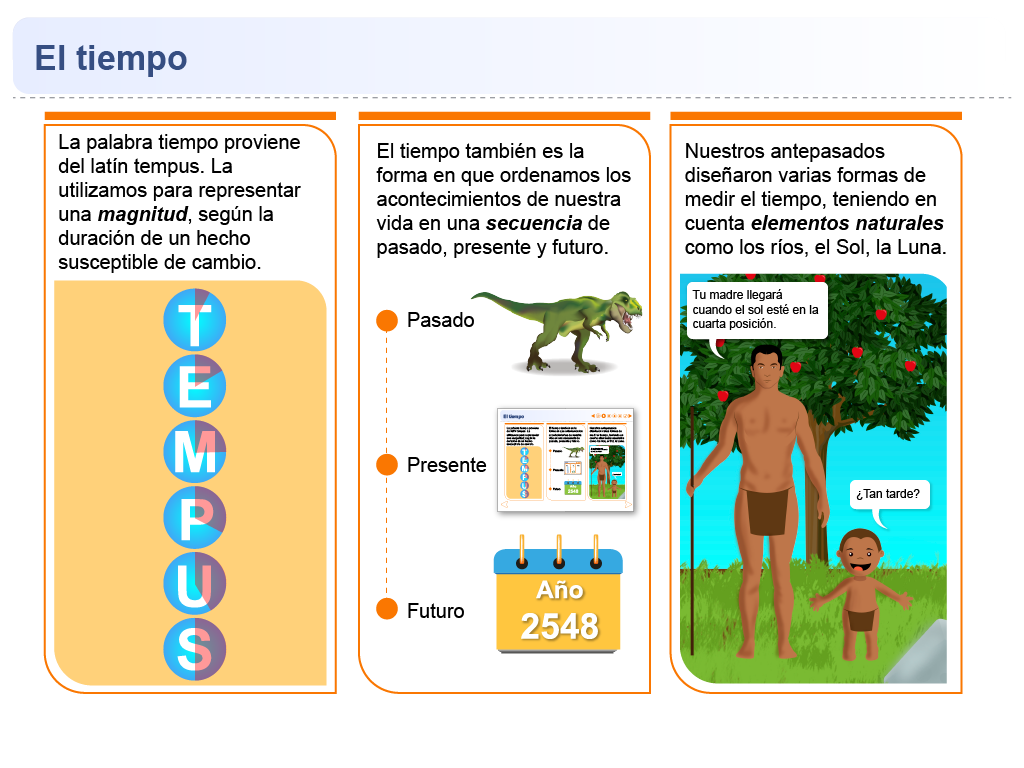 El tiempo
La palabra tiempo proviene
del latín tempus. La
utilizamos para representar
una magnitud, según la
duración de un hecho
susceptible de cambio.
T
E
M
P
U
S
El tiempo también es la
forma en que ordenamos los
acontecimientos de nuestra
vida en una secuencia de
pasado, presente y futuro.
Pasado
Presente
El tiempo
Futuro
Año
2548
Nuestros antepasados
diseñaron varias formas de
medir el tiempo, teniendo en
cuenta elementos naturales
como los ríos, el Sol, la Luna.
Tu madre llegará
cuando el sol esté en la
cuarta posición.
¿Tan tarde?